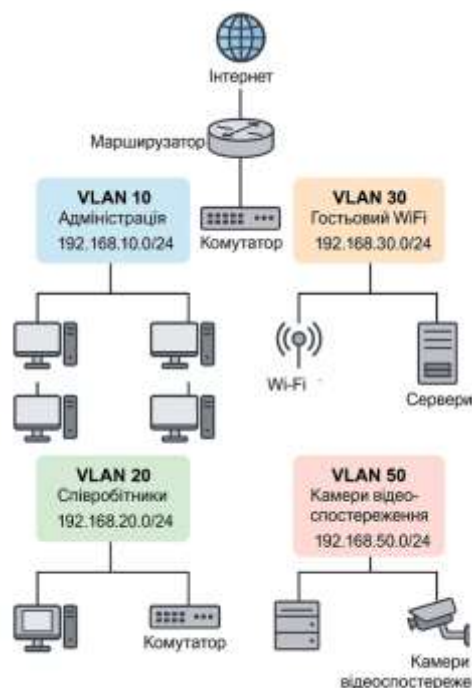 Інтернет
Маршрузатор
Комутатор
VLAN 10
Адміністрація
192.168.10.0/24
VLAN 30
Гостьовий WiFi
192.168.30.0/24
Wi-Fi
Сервери
VLAN 20
Співробітники
192.168.20.0/24
Комутатор
VLAN 50
Камери відео-
спостереження
192.168.50.0/24
Камери
відеоспостереже